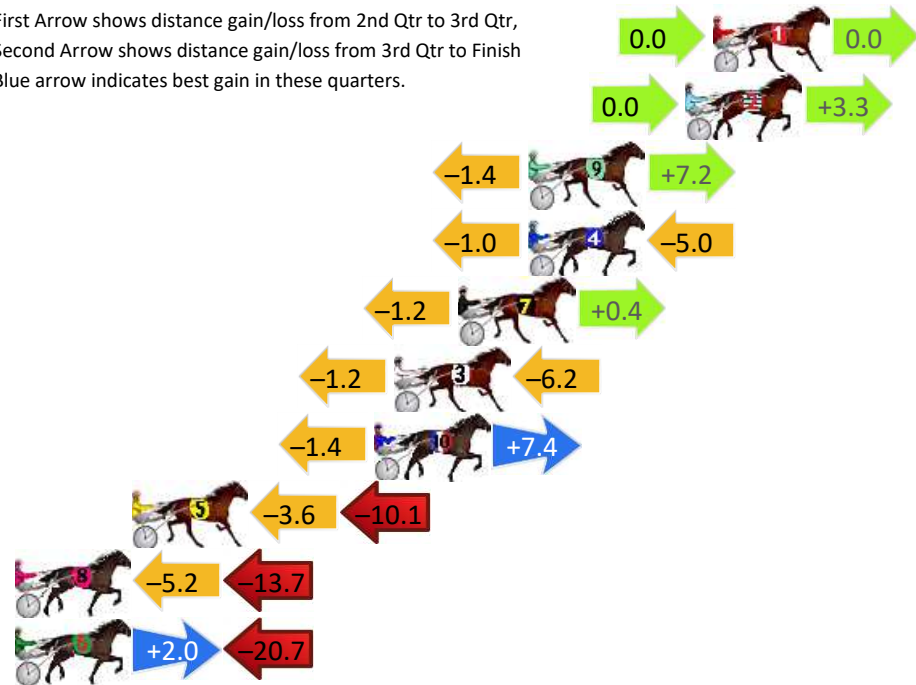 First Arrow shows distance gain/loss from 2nd Qtr to 3rd Qtr,
Second Arrow shows distance gain/loss from 3rd Qtr to Finish
Blue arrow indicates best gain in these quarters.
0.0 1 0.0
0.0 2 +3.3
–1.4 9 +7.2
–1.0 4 –5.0
–1.2 7 +0.4
–1.2 3 –6.2
–1.4 10 +7.4
5 –3.6 –10.1
8 –5.2 –13.7
6 +2.0 –20.7